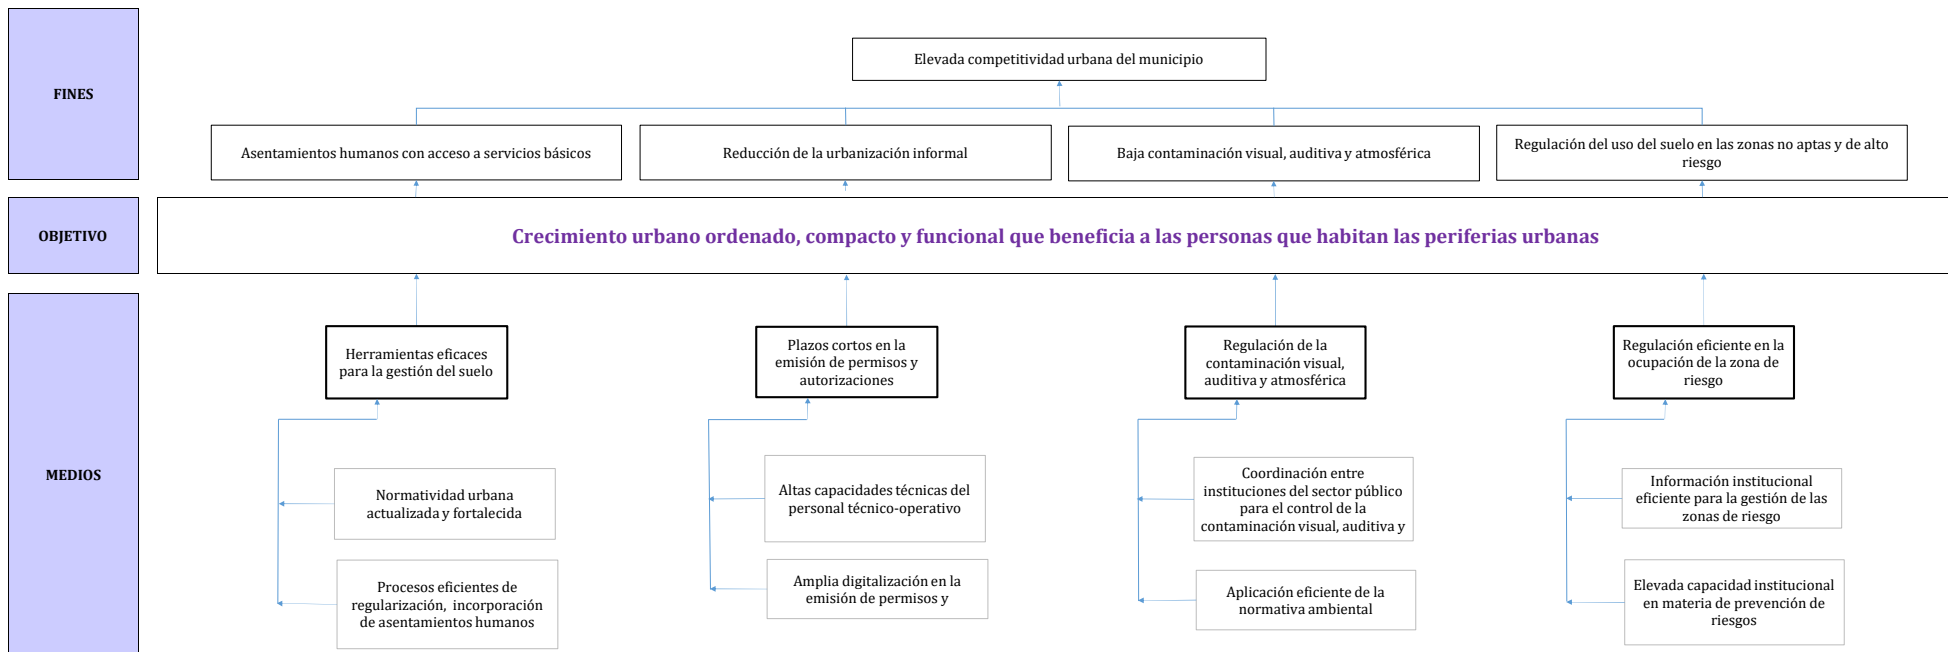 FINES
Elevada competitividad urbana del municipio
Asentamientos humanos con acceso a servicios básicos
Reducción de la urbanización informal
Baja contaminación visual, auditiva y atmosférica
Regulación del uso del suelo en las zonas no aptas y de alto
riesgo
OBJETIVO
Crecimiento urbano ordenado, compacto y funcional que beneficia a las personas que habitan las periferias urbanas
MEDIOS
Herramientas eficaces
para la gestión del suelo
Plazos cortos en la
emisión de permisos y
autorizaciones
Regulación de la
contaminación visual,
auditiva y atmosférica
Regulación eficiente en la
ocupación de la zona de
riesgo
Normatividad urbana
actualizada y fortalecida
Altas capacidades técnicas del
personal técnico-operativo
Coordinación entre
instituciones del sector público
para el control de la
contaminación visual, auditiva y
Información institucional
eficiente para la gestión de las
zonas de riesgo
Procesos eficientes de
regularización, incorporación
de asentamientos humanos
Amplia digitalización en la
emisión de permisos y
Aplicación eficiente de la
normativa ambiental
Elevada capacidad institucional
en materia de prevención de
riesgos